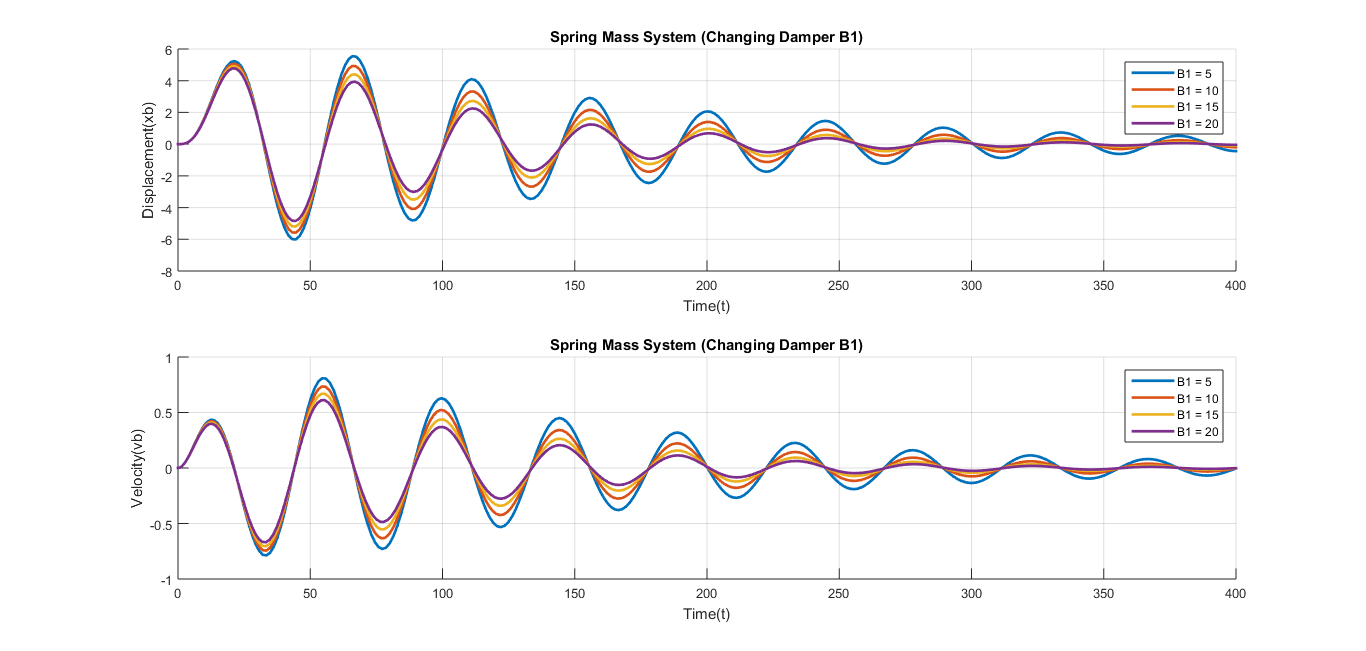 Spring Mass System (Changing Damper B1)
6
4
2
0
-2
-4
-6
-8
Displacement(xb)
0
50
100
150
200
250
300
350
400
Time(t)
B1 = 5
B1 = 10
B1 = 15
B1 = 20
Spring Mass System (Changing Damper B1)
1
0.5
0
-0.5
-1
Velocity(vb)
0
50
100
150
200
250
300
350
400
Time(t)
B1 = 5
B1 = 10
B1 = 15
B1 = 20